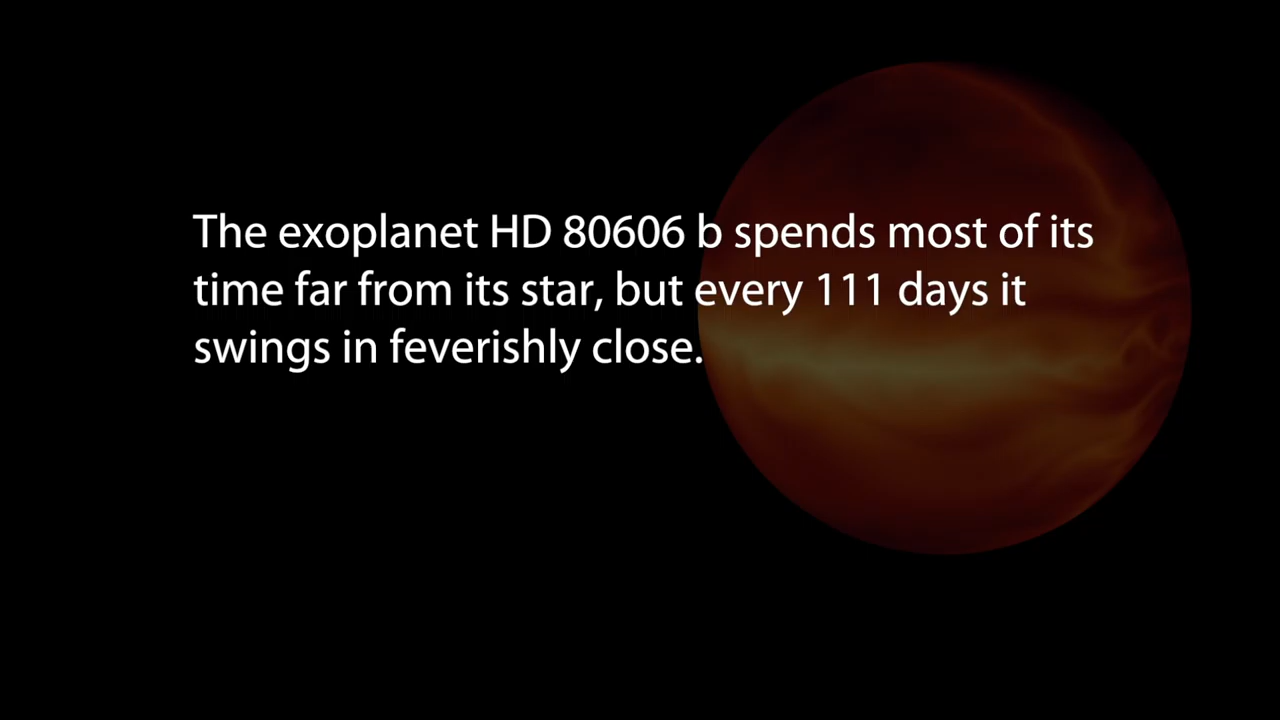 The exoplanet HD 80606 b spends most of its
time far from its star, but every 111 days it
swings in feverishly close.